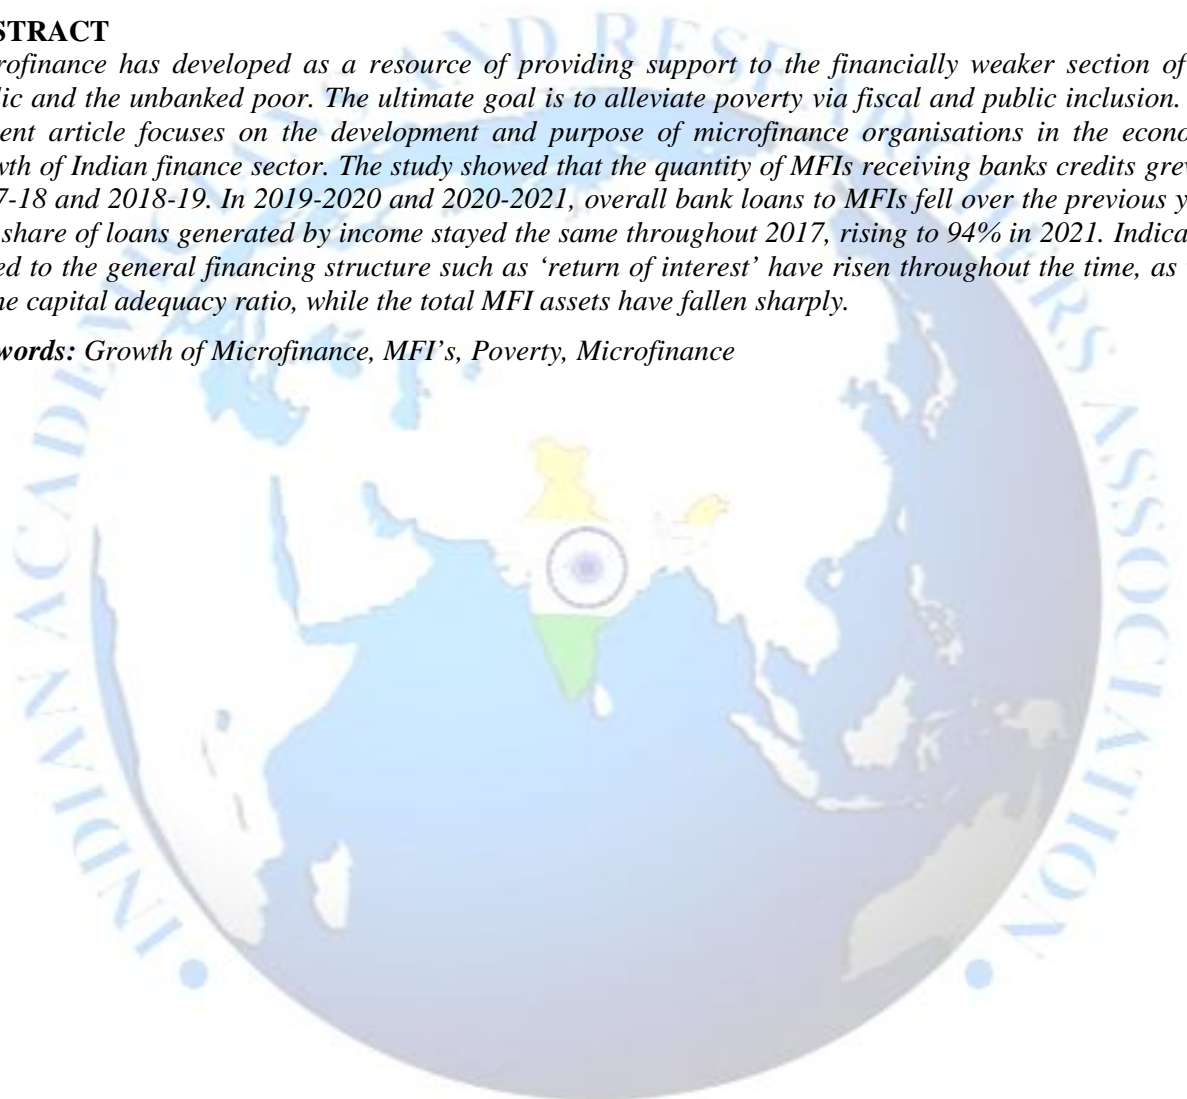 STRACT
rofinance has developed as a resource of providing support to the financially weaker section of
lic and the unbanked poor. The ultimate goal is to alleviate poverty via fiscal and public inclusion.
ent article focuses on the development and purpose of microfinance organisations in the econo
wth of Indian finance sector. The study showed that the quantity of MFIs receiving banks credits grew
7-18 and 2018-19. In 2019-2020 and 2020-2021, overall bank loans to MFIs fell over the previous y
share of loans generated by income stayed the same throughout 2017, rising to 94% in 2021. Indica
ed to the general financing structure such as ‘return of interest’ have risen throughout the time, as
ne capital adequacy ratio, while the total MFI assets have fallen sharply.
words: Growth of Microfinance, MFI’s, Poverty, Microfinance
• INDIAN ACADEMICIANS AND RESEARCHERS ASSOCIATION •